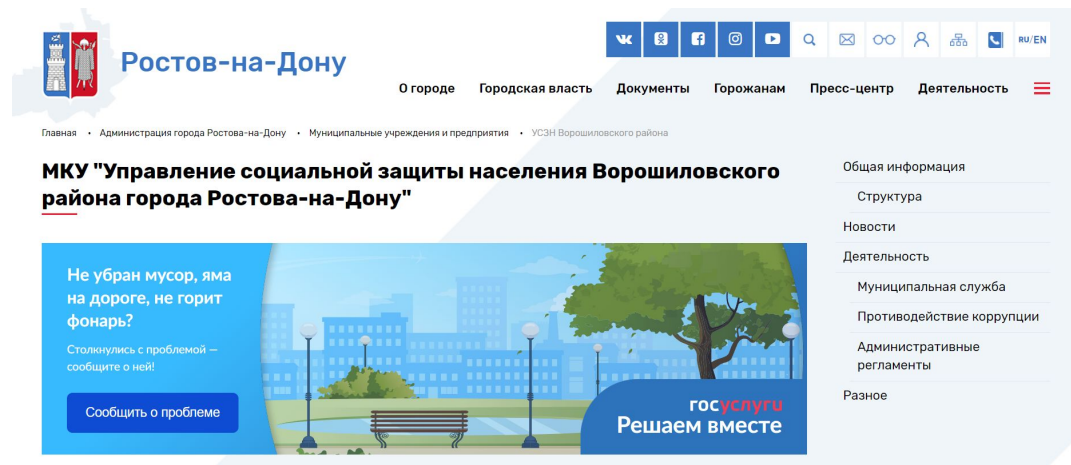 Ростов-на-Дону
RU/EN
О городе Городская власть Документы Горожанам Пресс-центр Деятельность
Главная • Администрация города Ростова-на-Дону • Муниципальные учреждения и предприятия • УСЗН Ворошиловского района
МКУ "Управление социальной защиты населения Ворошиловского
района города Ростова-на-Дону"
Не убран мусор, яма
на дороге, не горит
фонарь?
Столкнулись с проблемой —
сообщите о ней!
Сообщить о проблеме
госуслуги
Решаем вместе
Общая информация
Структура
Новости
Деятельность
Муниципальная служба
Противодействие коррупции
Административные
регламенты
Разное